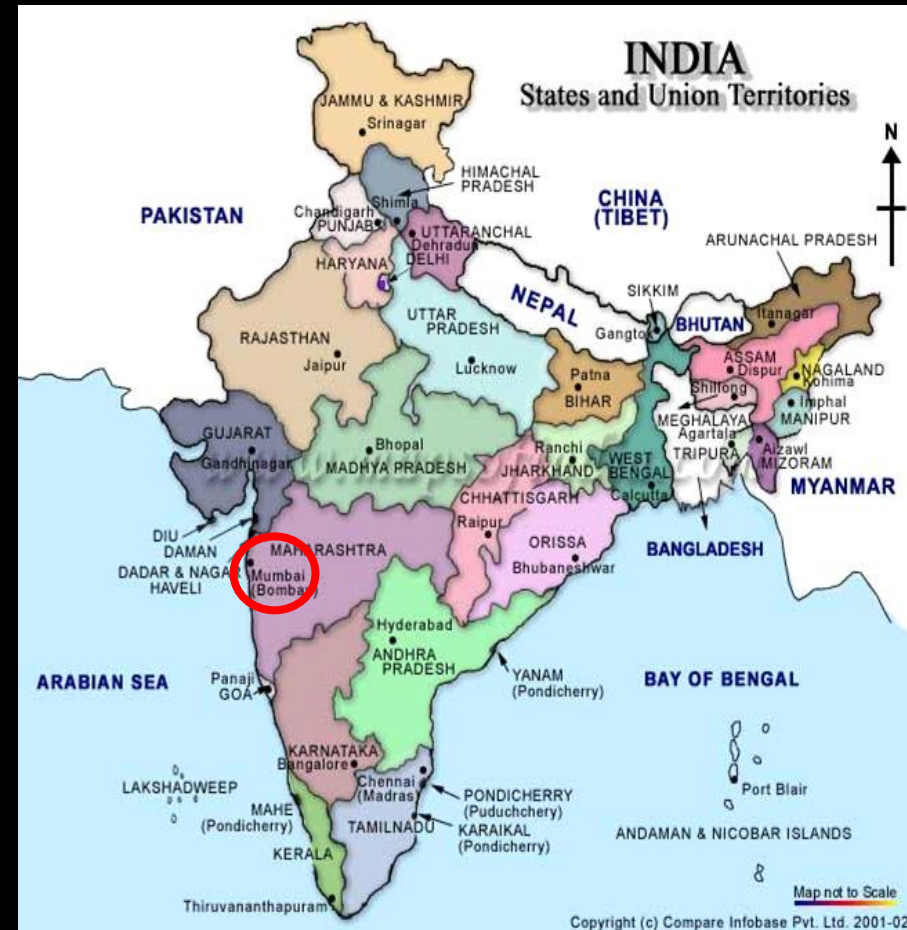 INDIA
States and Union Territories
N
JAMMU & KASHMIR
Srinagar
HIMACHAL
PRADESH
CHINA
(TIBET)
PAKISTAN
Chandigarh
PUNJAB
Shimla
UTTARANCHAL
Dehradun
DELHI
HARYANA
ARUNACHAL PRADESH
NEPAL
SIKKIM
Gangtok
BHUTAN
Itanagar
RAJASTHAN
Jaipur
UTTAR
PRADESH
Lucknow
Patna
BIHAR
ASSAM
Dispur
NAGALAND
Kohima
Shillong
MEGHALAYA
Imphal
MANIPUR
Agartala
TRIPURA
Aizawl
MIZORAM
MYANMAR
GUJARAT
Gandhinagar
Bhopal
MADHYA PRADESH
Ranchi
JHARKHAND
WEST
BENGAL
Calcutta
CHHATTISGARH
Raipur
ORISSA
Bhubaneshwar
BANGLADESH
DIU
DAMAN
DADAR & NAGAR
HAVELI
MAHARASHTRA
Mumbai
(Bombay)
Hyderabad
ANDHRA
PRADESH
YANAM
(Pondicherry)
ARABIAN SEA
Panaji
GOA
BAY OF BENGAL
KARNATAKA
Bangalore
Chennai
(Madras)
PONDICHERRY
(Puduchchery)
LAKSHADWEEP
MAHE
(Pondicherry)
TAMILNADU
KARAIKAL
(Pondicherry)
KERALA
Thiruvananthapuram
Port Blair
ANDAMAN & NICOBAR ISLANDS
Map not to Scale
Copyright (c) Compare Infobase Pvt. Ltd. 2001-02